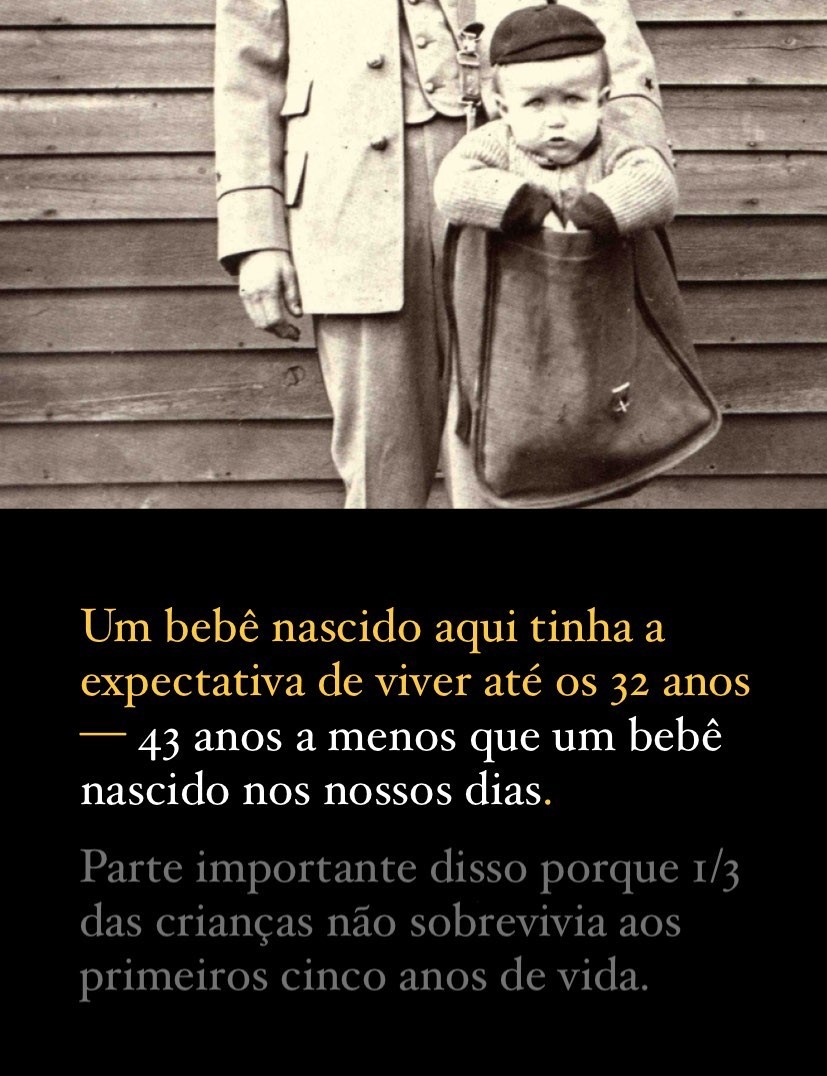 Um bebê nascido aqui tinha a
expectativa de viver até os 32 anos
— 43 anos a menos que um bebê
nascido nos nossos dias.
Parte importante disso porque 1/3
das crianças não sobrevivia aos
primeiros cinco anos de vida.